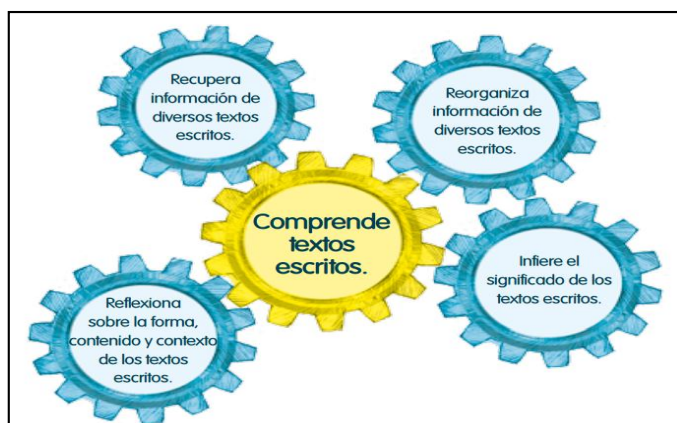 Recupera
información de
diversos textos
escritos.
Reorganiza
información de
diversos textos
escritos.
Comprende
textos
escritos.
Infiere el
significado de los
textos escritos.
Reflexiona
sobre la forma,
contenido y contexto
de los textos
escritos.